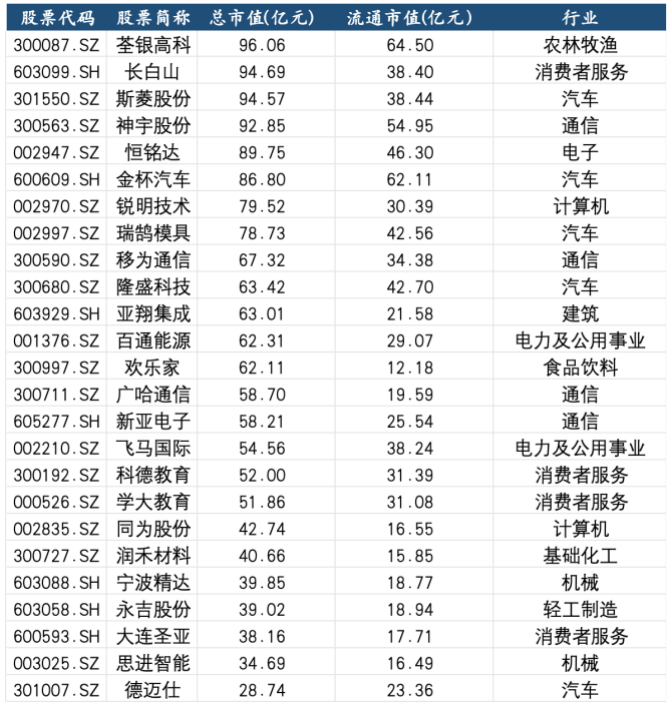 股票代码 股票简称 总市值(亿元) 流通市值(亿元) 行业
300087.SZ 荃银高科 96.06 64.50 农林牧渔
603099.SH 长白山 94.69 38.40 消费者服务
301550.SZ 斯菱股份 94.57 38.44 汽车
300563.SZ 神宇股份 92.85 54.95 通信
002947.SZ 恒铭达 89.75 46.30 电子
600609.SH 金杯汽车 86.80 62.11 汽车
002970.SZ 锐明技术 79.52 30.39 计算机
002997.SZ 瑞鹄模具 78.73 42.56 汽车
300590.SZ 移为通信 67.32 34.38 通信
300680.SZ 隆盛科技 63.42 42.70 汽车
603929.SH 亚翔集成 63.01 21.58 建筑
001376.SZ 百通能源 62.31 29.07 电力及公用事业
300997.SZ 欢乐家 62.11 12.18 食品饮料
300711.SZ 广哈通信 58.70 19.59 通信
605277.SH 新亚电子 58.21 25.54 通信
002210.SZ 飞马国际 54.56 38.24 电力及公用事业
300192.SZ 科德教育 52.00 31.39 消费者服务
000526.SZ 学大教育 51.86 31.08 消费者服务
002835.SZ 同为股份 42.74 16.55 计算机
300727.SZ 润禾材料 40.66 15.85 基础化工
603088.SH 宁波精达 39.85 18.77 机械
603058.SH 永吉股份 39.02 18.94 轻工制造
600593.SH 大连圣亚 38.16 17.71 消费者服务
003025.SZ 思进智能 34.69 16.49 机械
301007.SZ 德迈仕 28.74 23.36 汽车